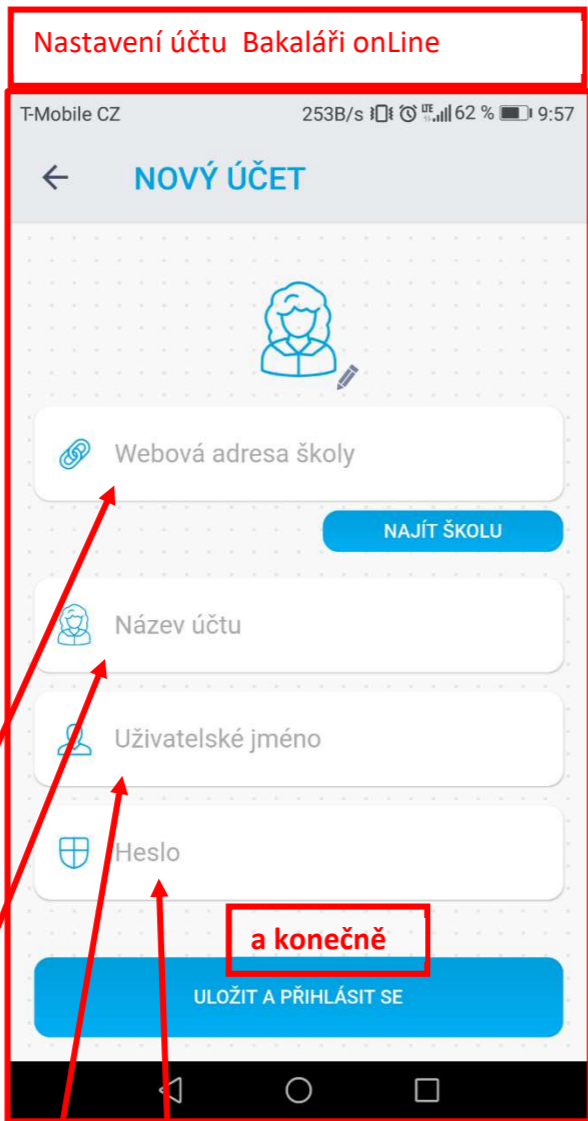 Nastavení účtu Bakaláři onLine
T-Mobile CZ 253B/s LTE 62 % 9:57
NOVÝ ÚČET
Webová adresa školy
NAJÍT ŠKOLU
Název účtu
Uživatelské jméno
Heslo
a konečně
ULOŽIT A PŘIHLÁSIT SE